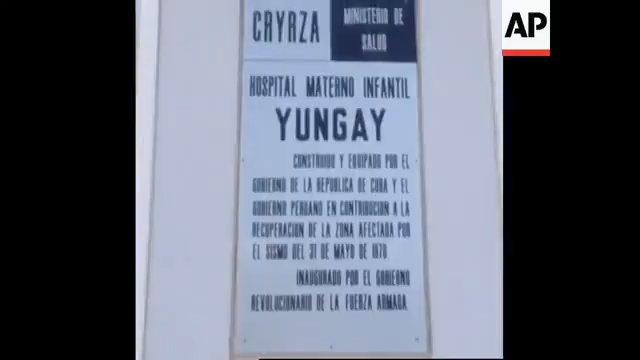 CRYRZA
MINISTERIO DE
SALUD
AP
HOSPITAL MATERNO INFANTIL
YUNGAY
CONSTRUIDO Y EQUIPADO POR EL
GOBIERNO DE LA REPUBLICA DE CUBA Y EL
GOBIERNO PERUANO EN CONTRIBUCION A LA
RECUPERACION DE LA ZONA AFECTADA POR
EL SISMO DEL 31 DE MAYO DE 1970
INAUGURADO POR EL GOBIERNO
REVOLUCIONARIO DE LA FUERZA ARMADA